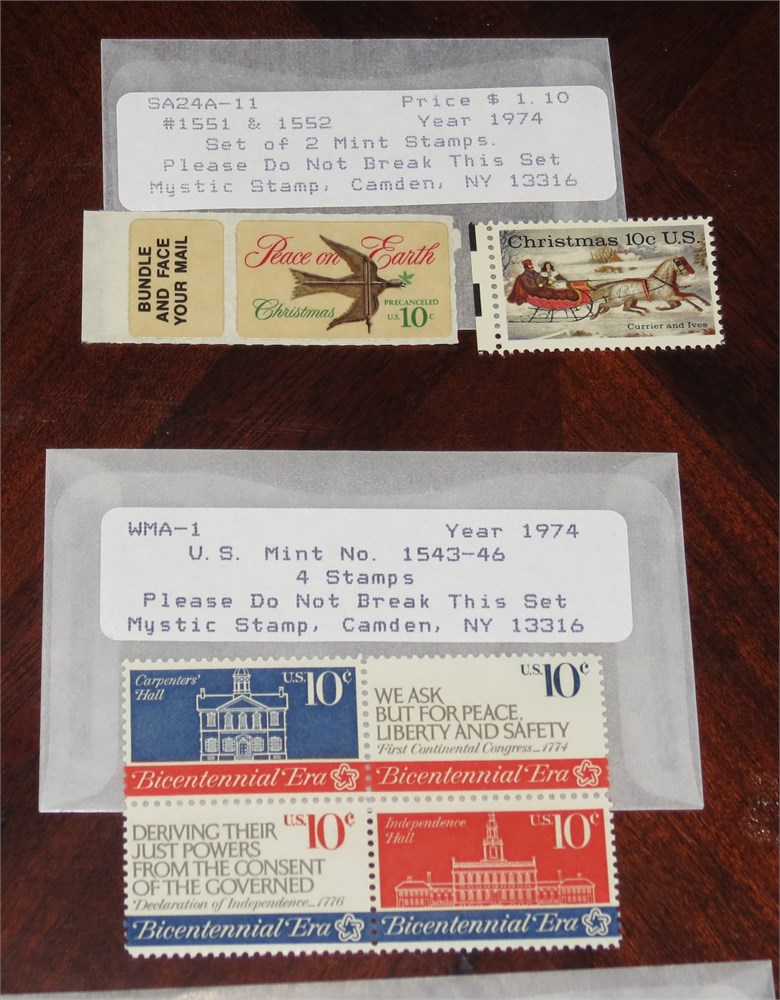 SA24A-11 Price $ 1.10
#1551 & 1552 Year 1974
Set of 2 Mint Stamps.
Please Do Not Break This Set
Mystic Stamp, Camden, NY 13316
BUNDLE
AND FACE
YOUR MAIL
Peace on Earth
Christmas
PRECANCELED
U.S. 10c
Christmas 10c U.S.
Currier and Ives
WMA-1 Year 1974
U.S. Mint No. 1543-46
4 Stamps
Please Do Not Break This Set
Mystic Stamp, Camden, NY 13316
Carpenters'
Hall
U.S. 10¢
Bicentennial Era
U.S. 10¢
WE ASK
BUT FOR PEACE,
LIBERTY AND SAFETY
First Continental Congress...1774
Bicentennial Era
U.S. 10¢
DERIVING THEIR
JUST POWERS
FROM THE CONSENT
OF THE GOVERNED
Declaration of Independence...1776
Bicentennial Era
Independence
Hall
U.S. 10¢
Bicentennial Era